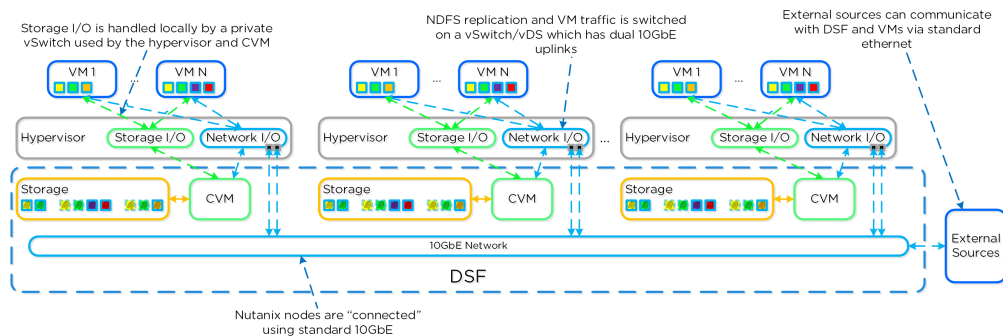 Storage I/O is handled locally by a private
vSwitch used by the hypervisor and CVM
NDFS replication and VM traffic is switched
on a vSwitch/vDS which has dual 10GbE
uplinks
External sources can communicate
with DSF and VMs via standard
ethernet
VM 1
...
VM N
VM 1
...
VM N
VM 1
...
VM N
Hypervisor
Storage I/O
Network I/O
Hypervisor
Storage I/O
Network I/O
...
Hypervisor
Storage I/O
Network I/O
Storage
CVM
Storage
CVM
Storage
CVM
10GbE Network
External
Sources
DSF
Nutanix nodes are “connected”
using standard 10GbE